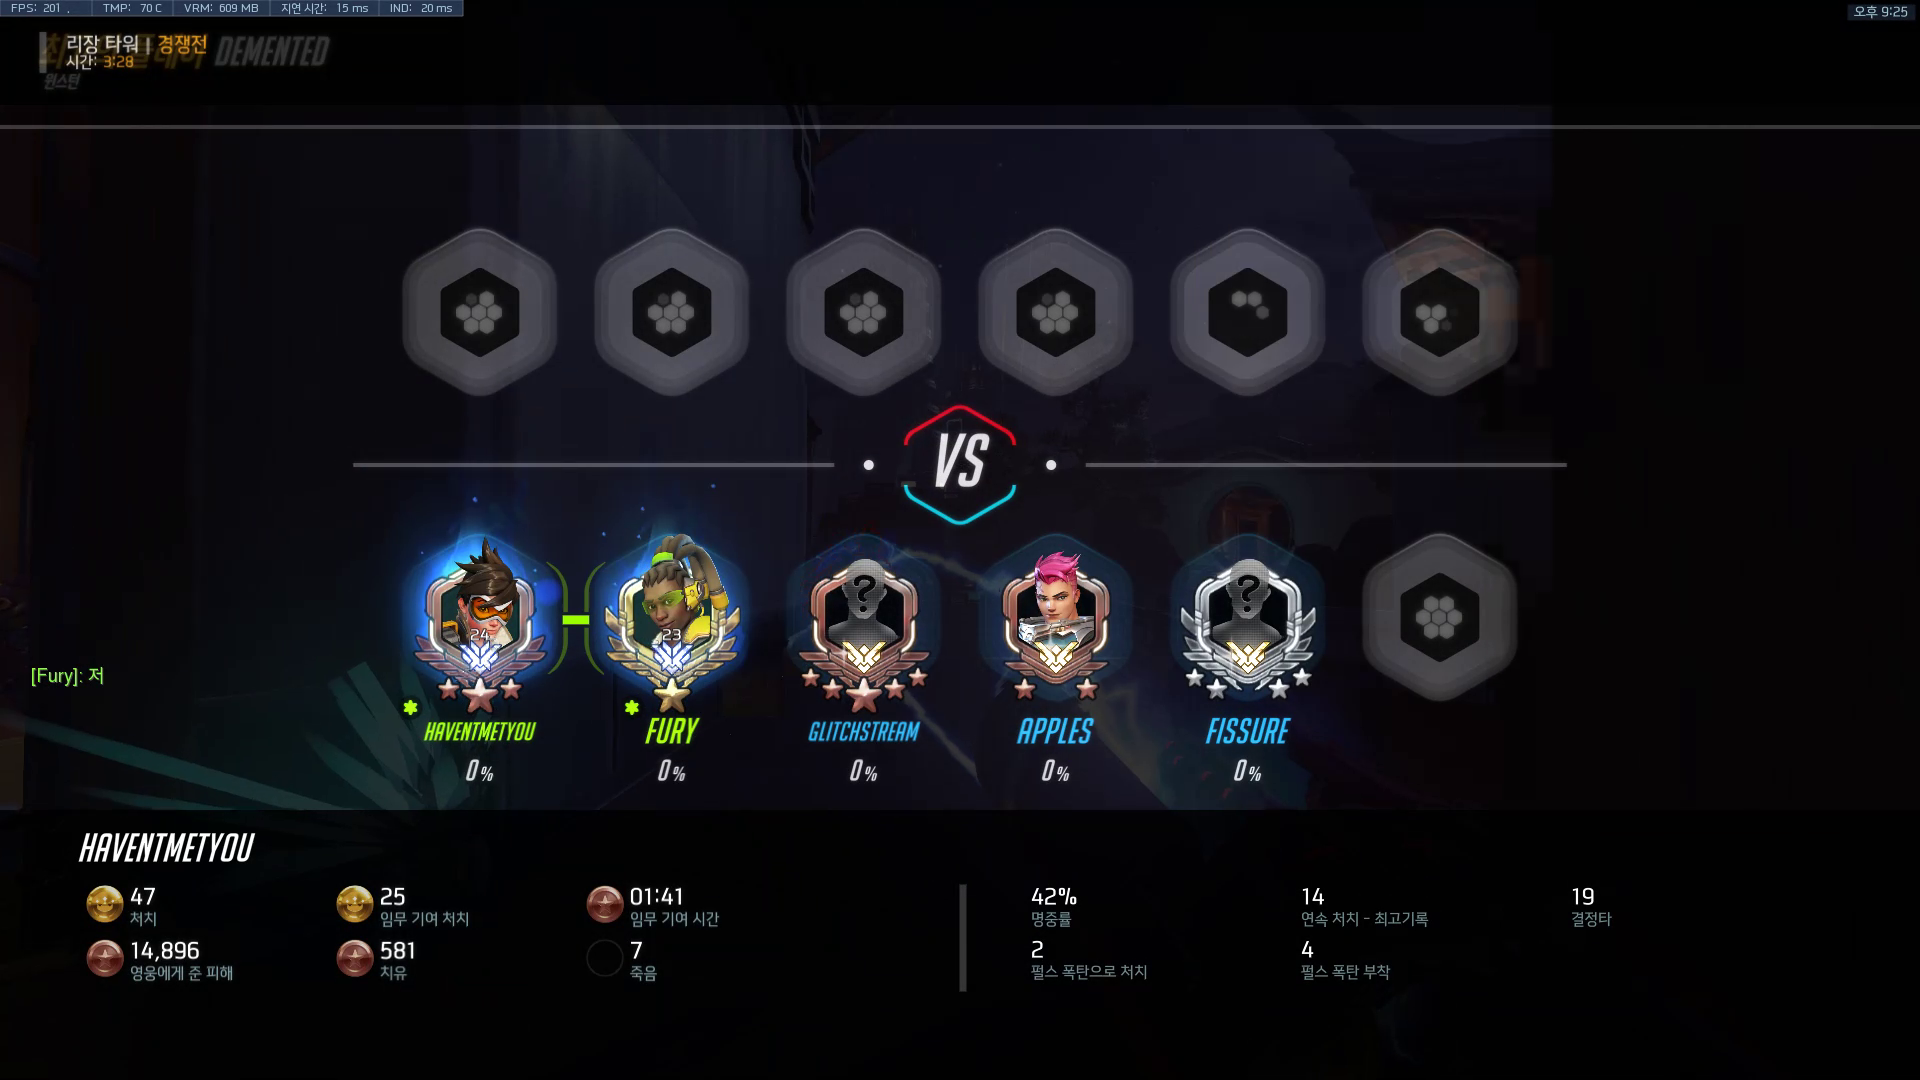 FPS: 201 .
TMP: 70 C
VRM: 609 MB
지연 시간: 15 ms
IND: 20 ms
오후 9:25
리장 타워 | 경쟁전
시간: 3:28
DEMENTED
윈스턴
VS
24
23
[Fury]: 저
HAVENTMETYOU
FURY
GLITCHSTREAM
APPLES
FISSURE
0%
0%
0%
0%
0%
HAVENTMETYOU
47
처치
25
임무 기여 처치
01:41
임무 기여 시간
14,896
영웅에게 준 피해
581
치유
7
죽음
42%
명중률
14
연속 처치 - 최고기록
19
결정타
2
펄스 폭탄으로 처치
4
펄스 폭탄 부착